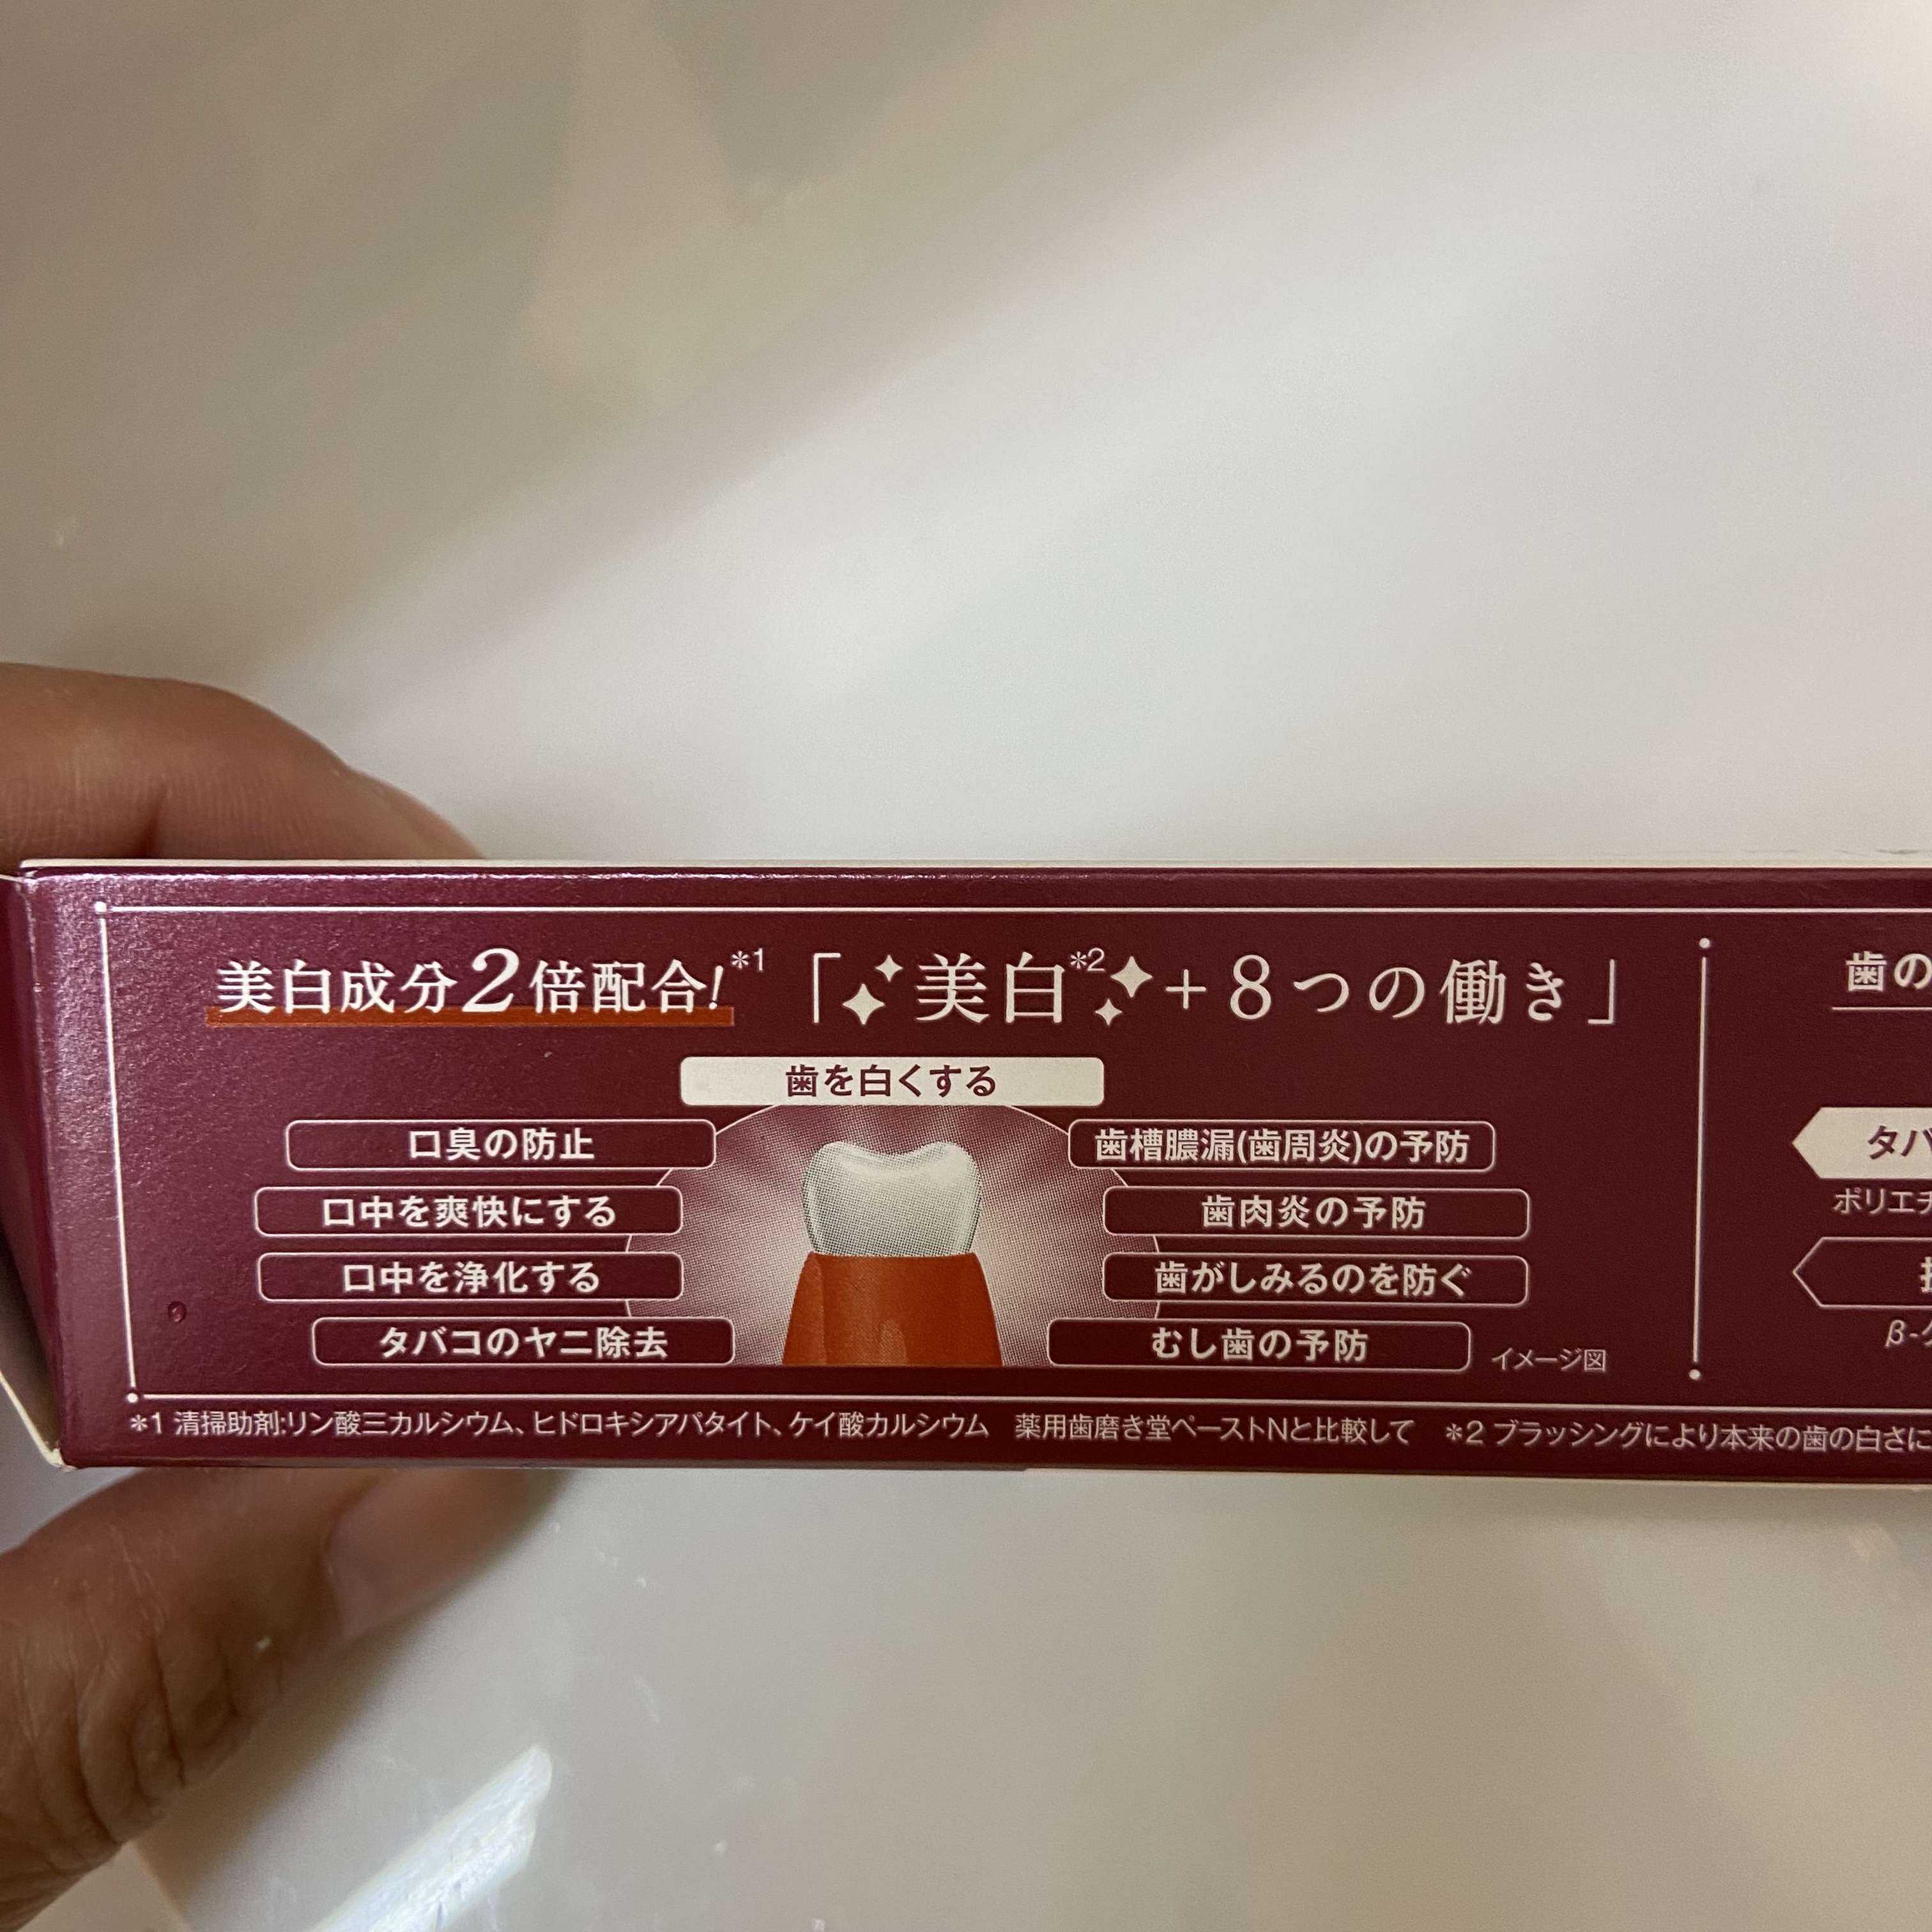 美白成分2倍配合!*1 「美白*2+8つの働き」
歯を白くする
口臭の防止
口中を爽快にする
口中を浄化する
タバコのヤニ除去
歯槽膿漏(歯周炎)の予防
歯肉炎の予防
歯がしみるのを防ぐ
むし歯の予防
イメージ図
歯の
タバ
ポリエチ
β-
*1 清掃助剤:リン酸三カルシウム、ヒドロキシアパタイト、ケイ酸カルシウム 薬用歯磨き堂ペーストNと比較して *2 ブラッシングにより本来の歯の白さに